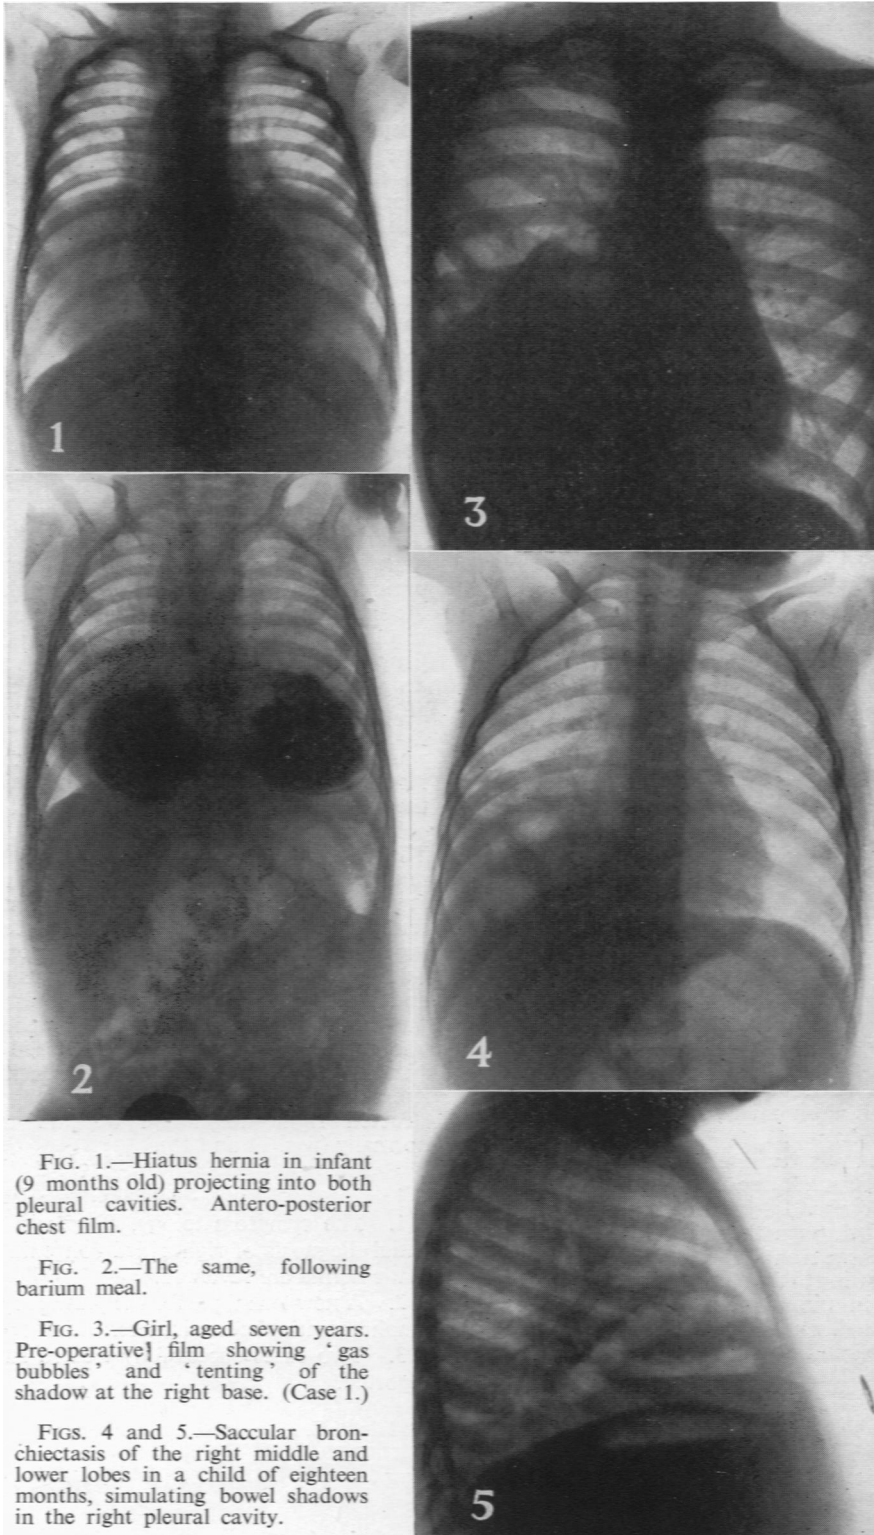 1
3
2
4
FIG. 1.—Hiatus hernia in infant
(9 months old) projecting into both
pleural cavities. Antero-posterior
chest film.
FIG. 2.—The same, following
barium meal.
FIG. 3.—Girl, aged seven years.
Pre-operative] film showing ‘gas
bubbles’ and ‘tenting’ of the
shadow at the right base. (Case 1.)
FIGS. 4 and 5.—Saccular bron-
chiectasis of the right middle and
lower lobes in a child of eighteen
months, simulating bowel shadows
in the right pleural cavity.
5